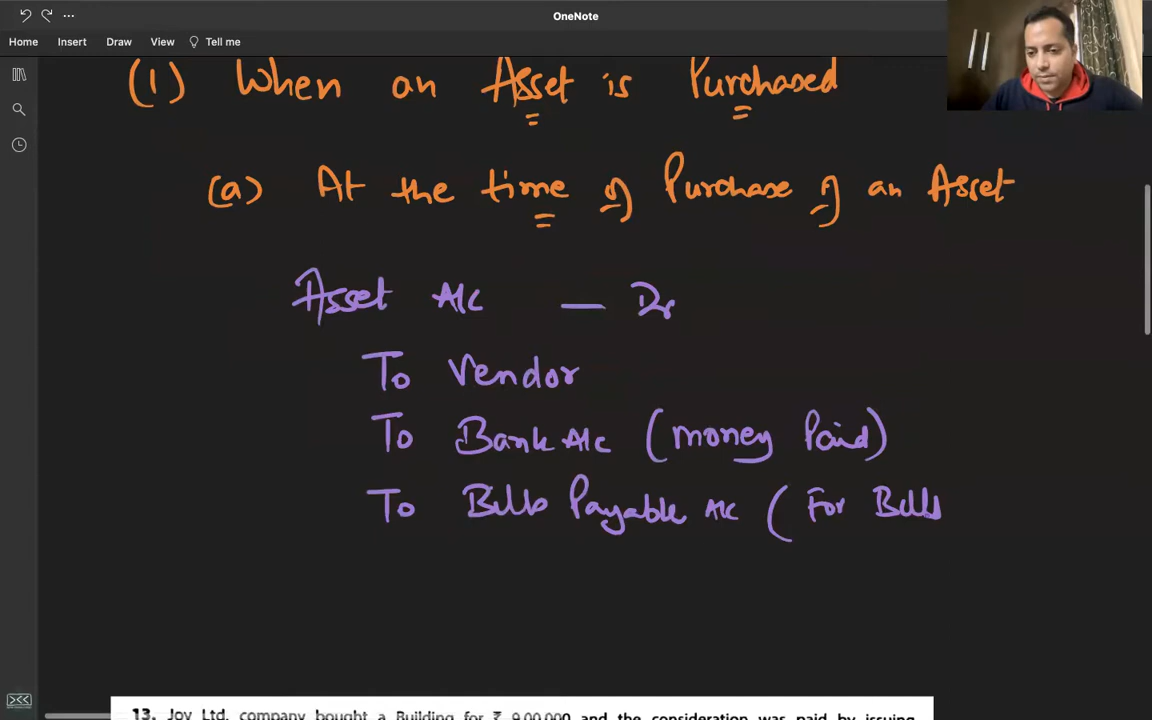 OneNote
Home Insert Draw View Tell me
(1) When an Asset is Purchased
(a) At the time of Purchase of an Asset
Asset A/c — Dr
To Vendor
To Bank A/c (Money Paid)
To Bills Payable A/c (For Bills
13. Joy Ltd. company bought a Building for ₹ 9,00,000 and the consideration was paid by issuing